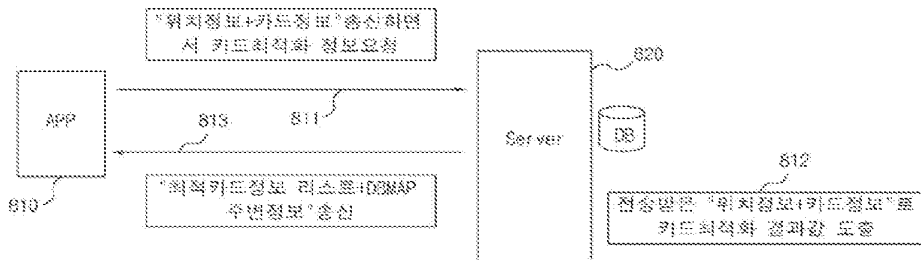 "위치정보+카드정보"송신하면
서 카드최적화 정보요청
820
APP
813
811
Server
DB
812
810
"최적카드정보 리스트+DBMAP
주변정보"송신
전송받은 "위치정보+카드정보"로
카드최적화 결과값 도출